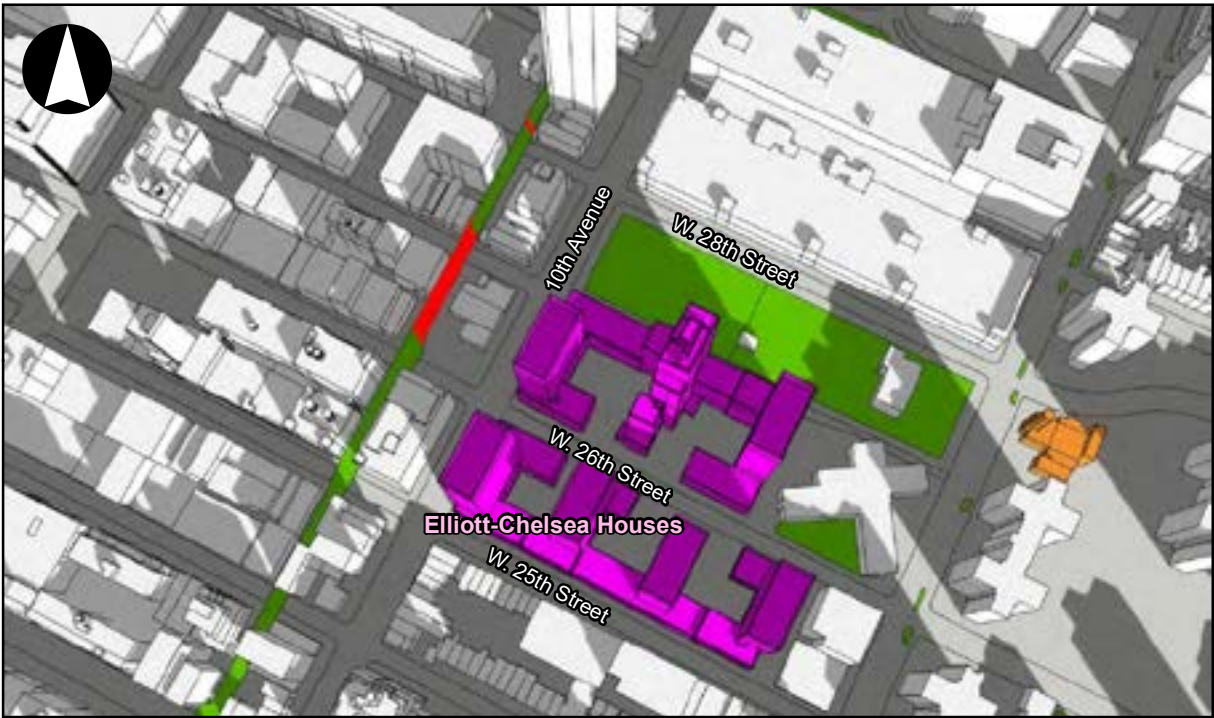 10th Avenue
W. 28th Street
W. 26th Street
Elliott-Chelsea Houses
W. 25th Street